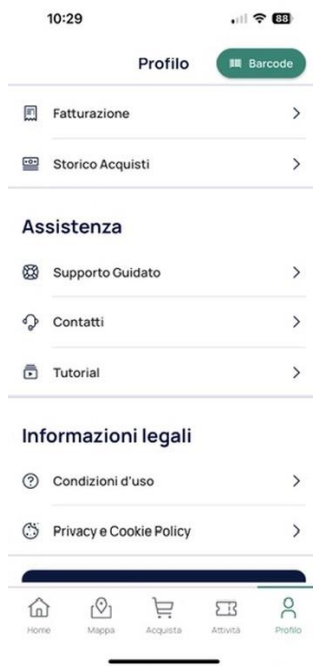 10:29
88
Profilo
Barcode
Fatturazione
Storico Acquisti
Assistenza
Supporto Guidato
Contatti
Tutorial
Informazioni legali
Condizioni d'uso
Privacy e Cookie Policy
Home
Mappa
Acquista
Attività
Profilo